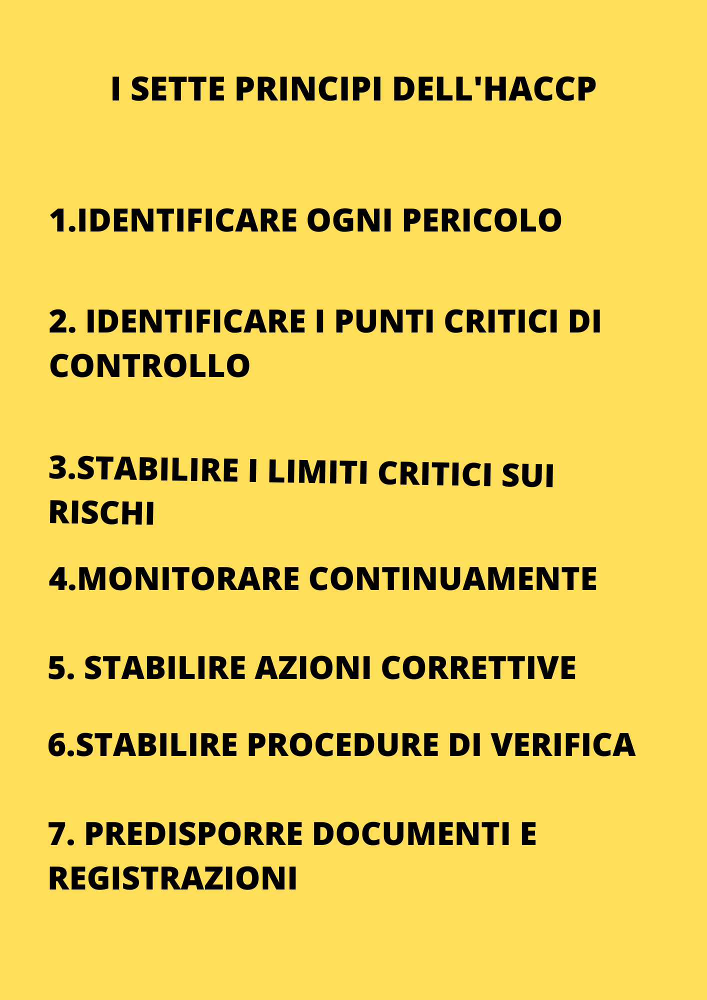 I SETTE PRINCIPI DELL'HACCP
1.IDENTIFICARE OGNI PERICOLO
2. IDENTIFICARE I PUNTI CRITICI DI
CONTROLLO
3.STABILIRE I LIMITI CRITICI SUI
RISCHI
4.MONITORARE CONTINUAMENTE
5. STABILIRE AZIONI CORRETTIVE
6.STABILIRE PROCEDURE DI VERIFICA
7. PREDISPORRE DOCUMENTI E
REGISTRAZIONI